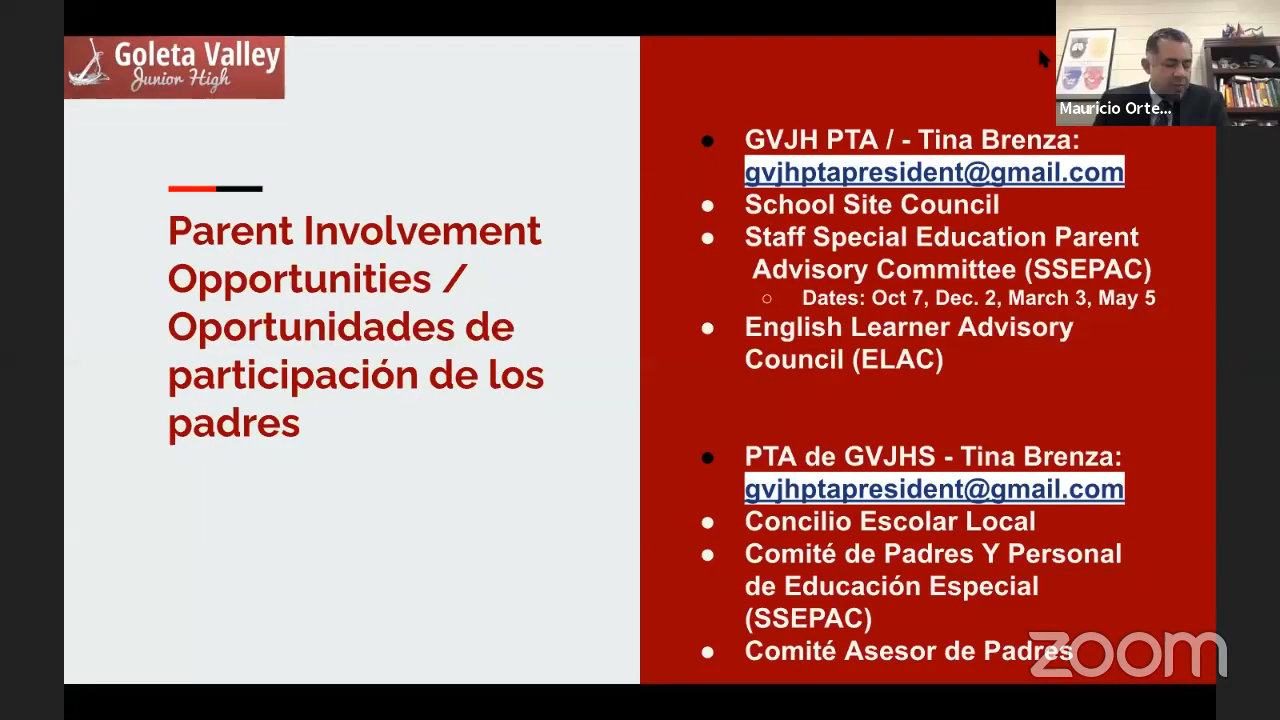 Goleta Valley
Junior High
Mauricio Orte...
Parent Involvement
Opportunities /
Oportunidades de
participación de los
padres
● GVJH PTA / - Tina Brenza:
gvjhptapresident@gmail.com
● School Site Council
● Staff Special Education Parent
Advisory Committee (SSEPAC)
○ Dates: Oct 7, Dec. 2, March 3, May 5
● English Learner Advisory
Council (ELAC)
● PTA de GVJHS - Tina Brenza:
gvjhptapresident@gmail.com
● Concilio Escolar Local
● Comité de Padres Y Personal
de Educación Especial
(SSEPAC)
● Comité Asesor de Padres
zoom